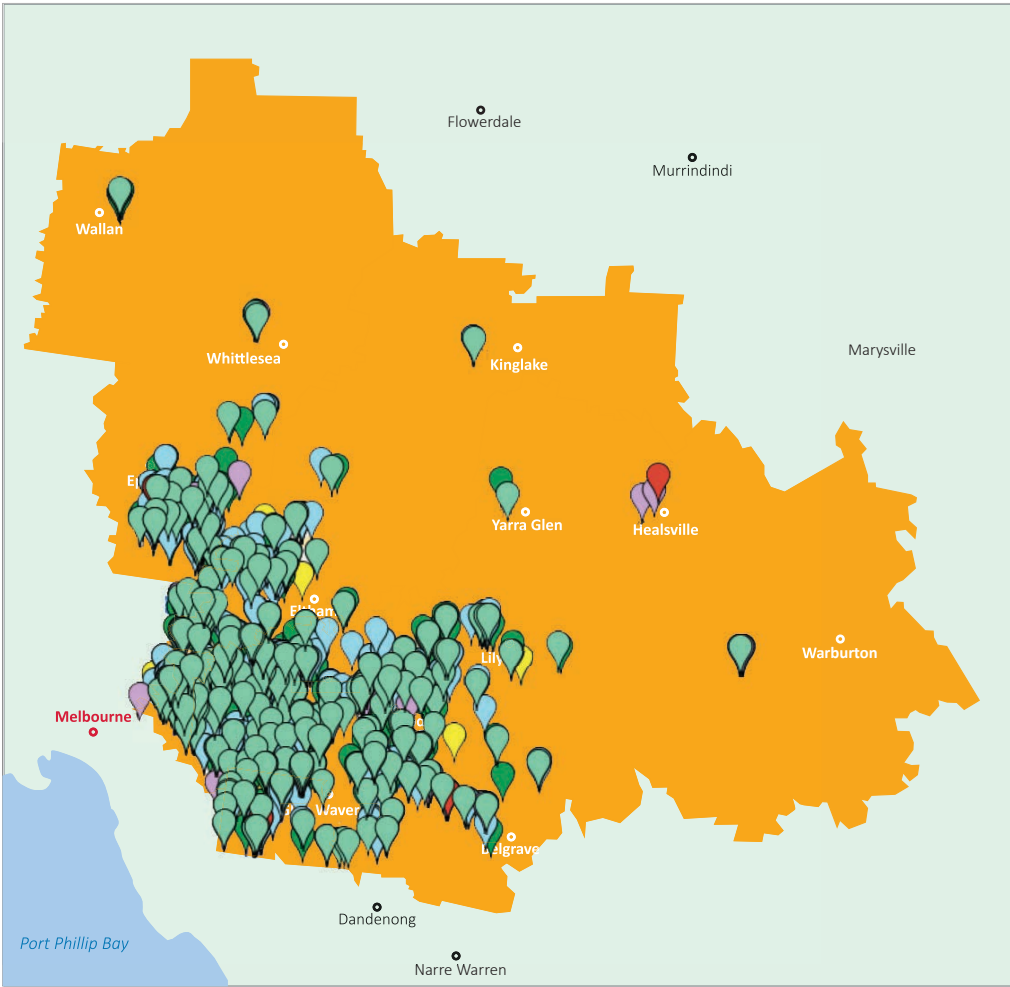 Flowerdale
Murrindindi
Wallan
Marysville
Whittlesea
Kinglake
Yarra Glen
Healsville
Warburton
Melbourne
Belgrave
Dandenong
Port Phillip Bay
Narre Warren